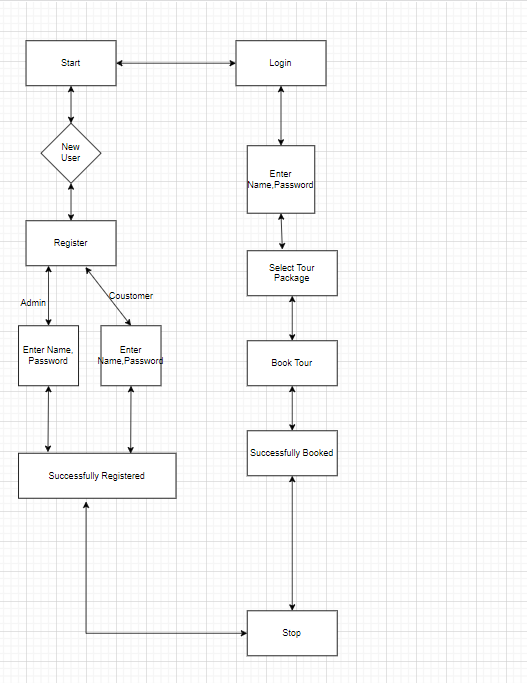 Start
Login
New
User
Enter
Name,Password
Register
Select Tour
Package
Admin
Coustomer
Enter Name,
Password
Enter
Name,Password
Book Tour
Successfully Booked
Successfully Registered
Stop